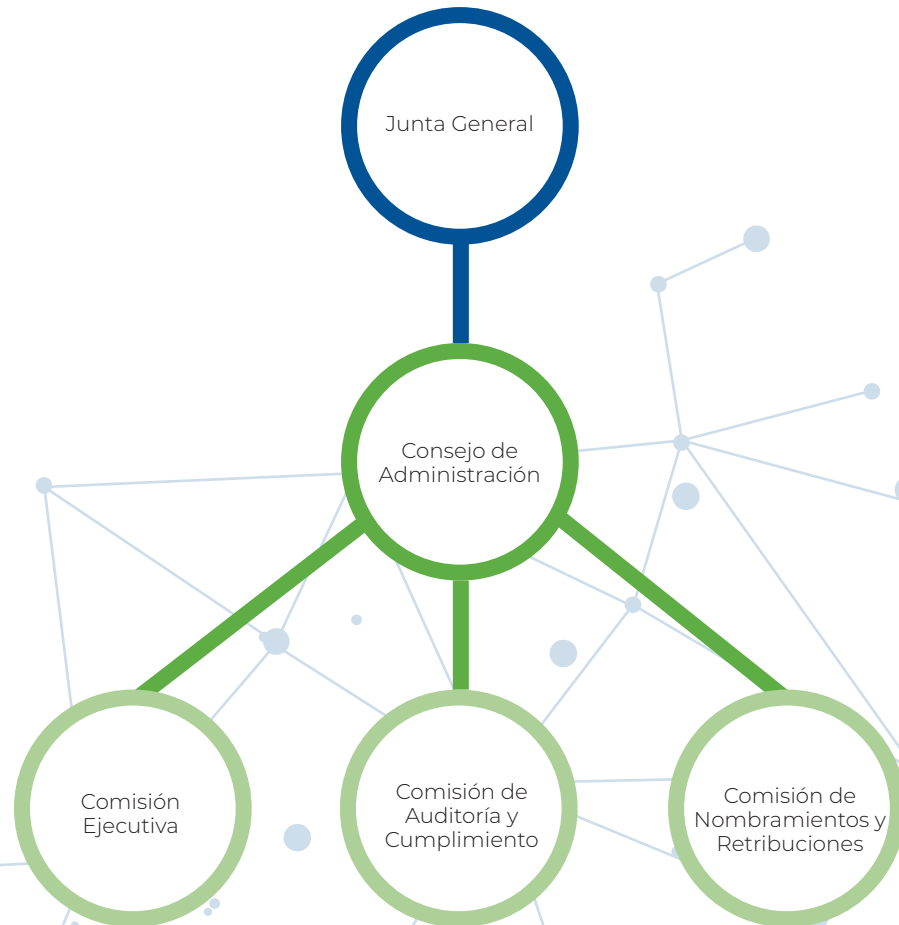 Junta General
Consejo de
Administración
Comisión
Ejecutiva
Comisión de
Auditoría y
Cumplimiento
Comisión de
Nombramientos y
Retribuciones